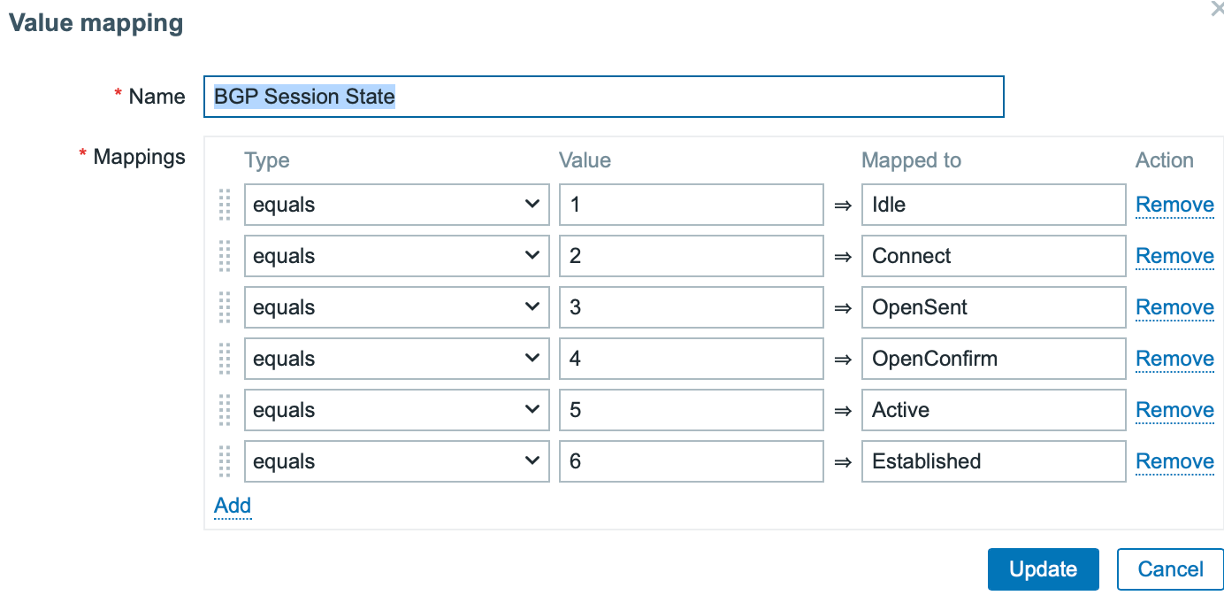 Value mapping
* Name BGP Session State
* Mappings Type Value Mapped to Action
equals 1 ⇒ Idle Remove
equals 2 ⇒ Connect Remove
equals 3 ⇒ OpenSent Remove
equals 4 ⇒ OpenConfirm Remove
equals 5 ⇒ Active Remove
equals 6 ⇒ Established Remove
Add
Update Cancel